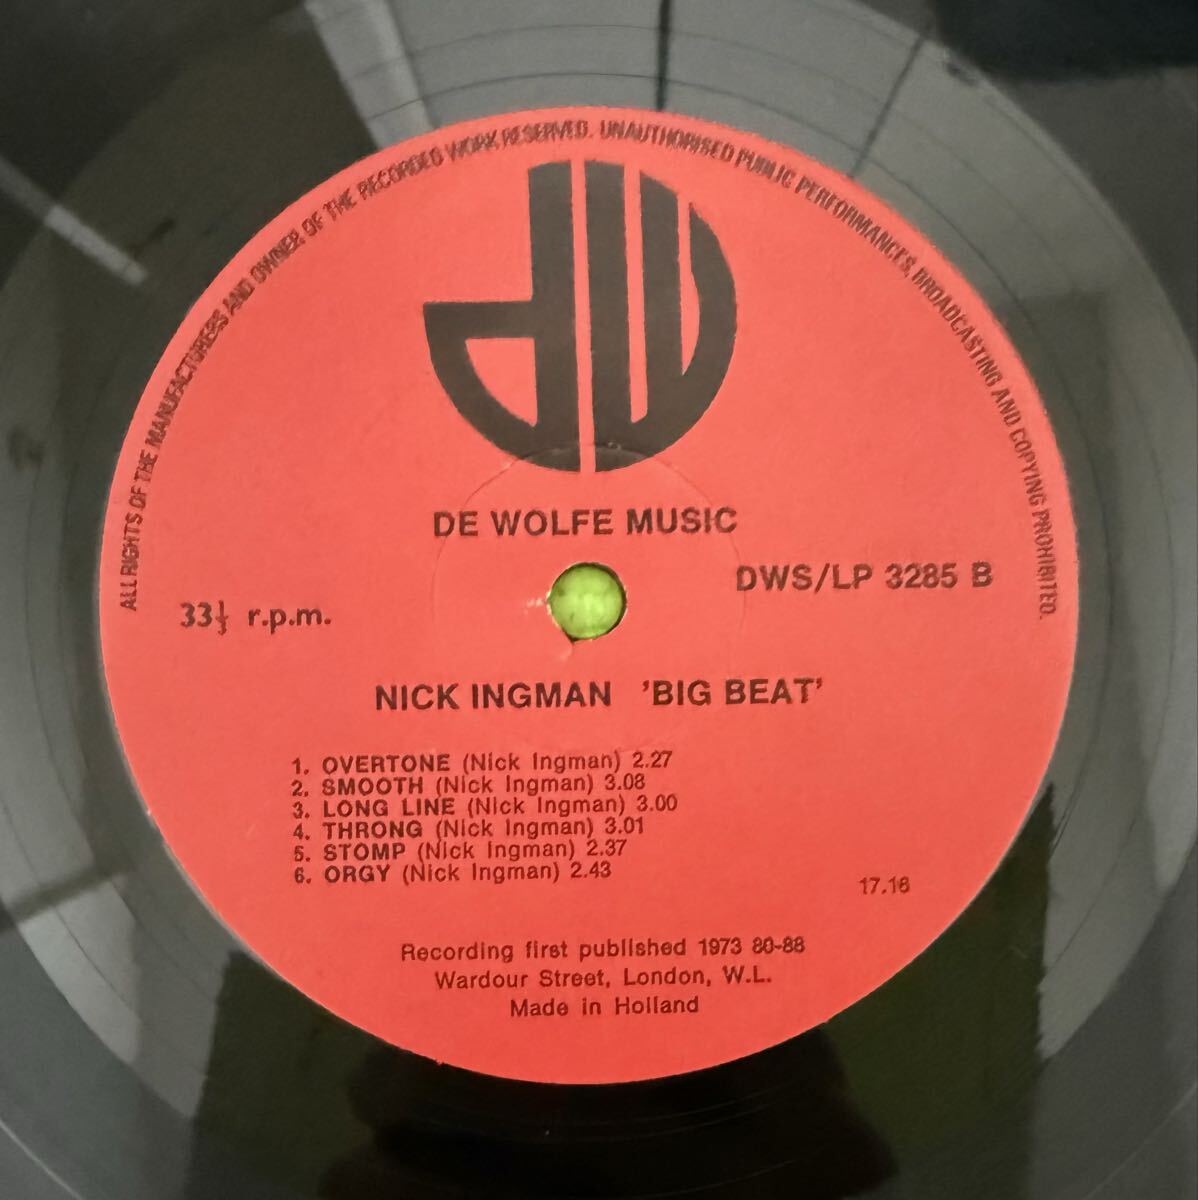 ALL RIGHTS OF THE MANUFACTURERS AND OWNER OF THE RECORDED WORK RESERVED. UNAUTHORISED PUBLIC PERFORMANCES, BROADCASTING AND COPYING PROHIBITED.
dw
DE WOLFE MUSIC
DWS/LP 3285 B
33⅓ r.p.m.
NICK INGMAN 'BIG BEAT'
1. OVERTONE (Nick Ingman) 2.27
2. SMOOTH (Nick Ingman) 3.08
3. LONG LINE (Nick Ingman) 3.00
4. THRONG (Nick Ingman) 3.01
5. STOMP (Nick Ingman) 2.37
6. ORGY (Nick Ingman) 2.43
17.16
Recording first published 1973 80-88
Wardour Street, London, W.L.
Made in Holland